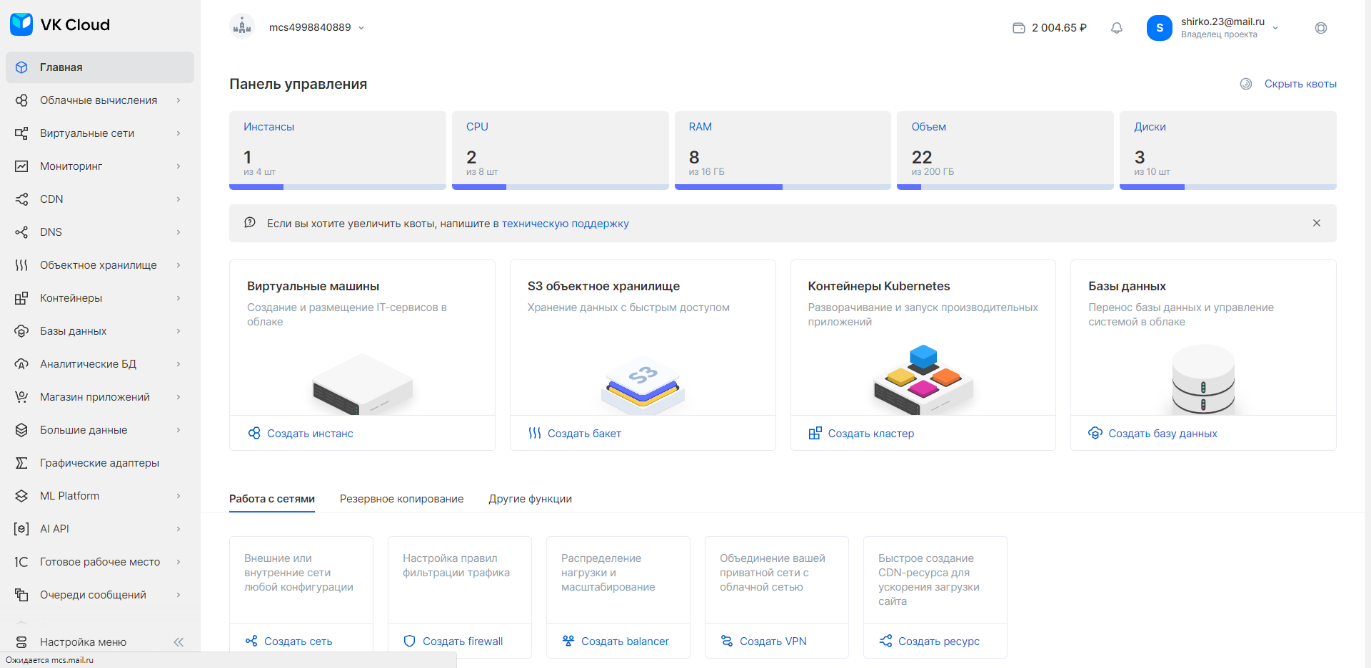 VK Cloud
mcs4998840889
2 004.65 ₽
S
shirko.23@mail.ru
Владелец проекта
Главная
Облачные вычисления
Виртуальные сети
Мониторинг
CDN
DNS
Объектное хранилище
Контейнеры
Базы данных
Аналитические БД
Магазин приложений
Большие данные
Графические адаптеры
ML Platform
AI API
1C Готовое рабочее место
Очереди сообщений
Настройка меню
Ожидается mcs.mail.ru
Панель управления
Скрыть квоты
Инстансы
1
из 4 шт
CPU
2
из 8 шт
RAM
8
из 16 ГБ
Объем
22
из 200 ГБ
Диски
3
из 10 шт
Если вы хотите увеличить квоты, напишите в техническую поддержку
Виртуальные машины
Создание и размещение IT-сервисов в
облаке
Создать инстанс
S3 объектное хранилище
Хранение данных с быстрым доступом
S3
Создать бакет
Контейнеры Kubernetes
Разворачивание и запуск производительных
приложений
Создать кластер
Базы данных
Перенос базы данных и управление
системой в облаке
Создать базу данных
Работа с сетями
Резервное копирование
Другие функции
Внешние или
внутренние сети
любой конфигурации
Создать сеть
Настройка правил
фильтрации трафика
Создать firewall
Распределение
нагрузки и
масштабирование
Создать balancer
Объединение вашей
приватной сети с
облачной сетью
Создать VPN
Быстрое создание
CDN-ресурса для
ускорения загрузки
сайта
Создать ресурс